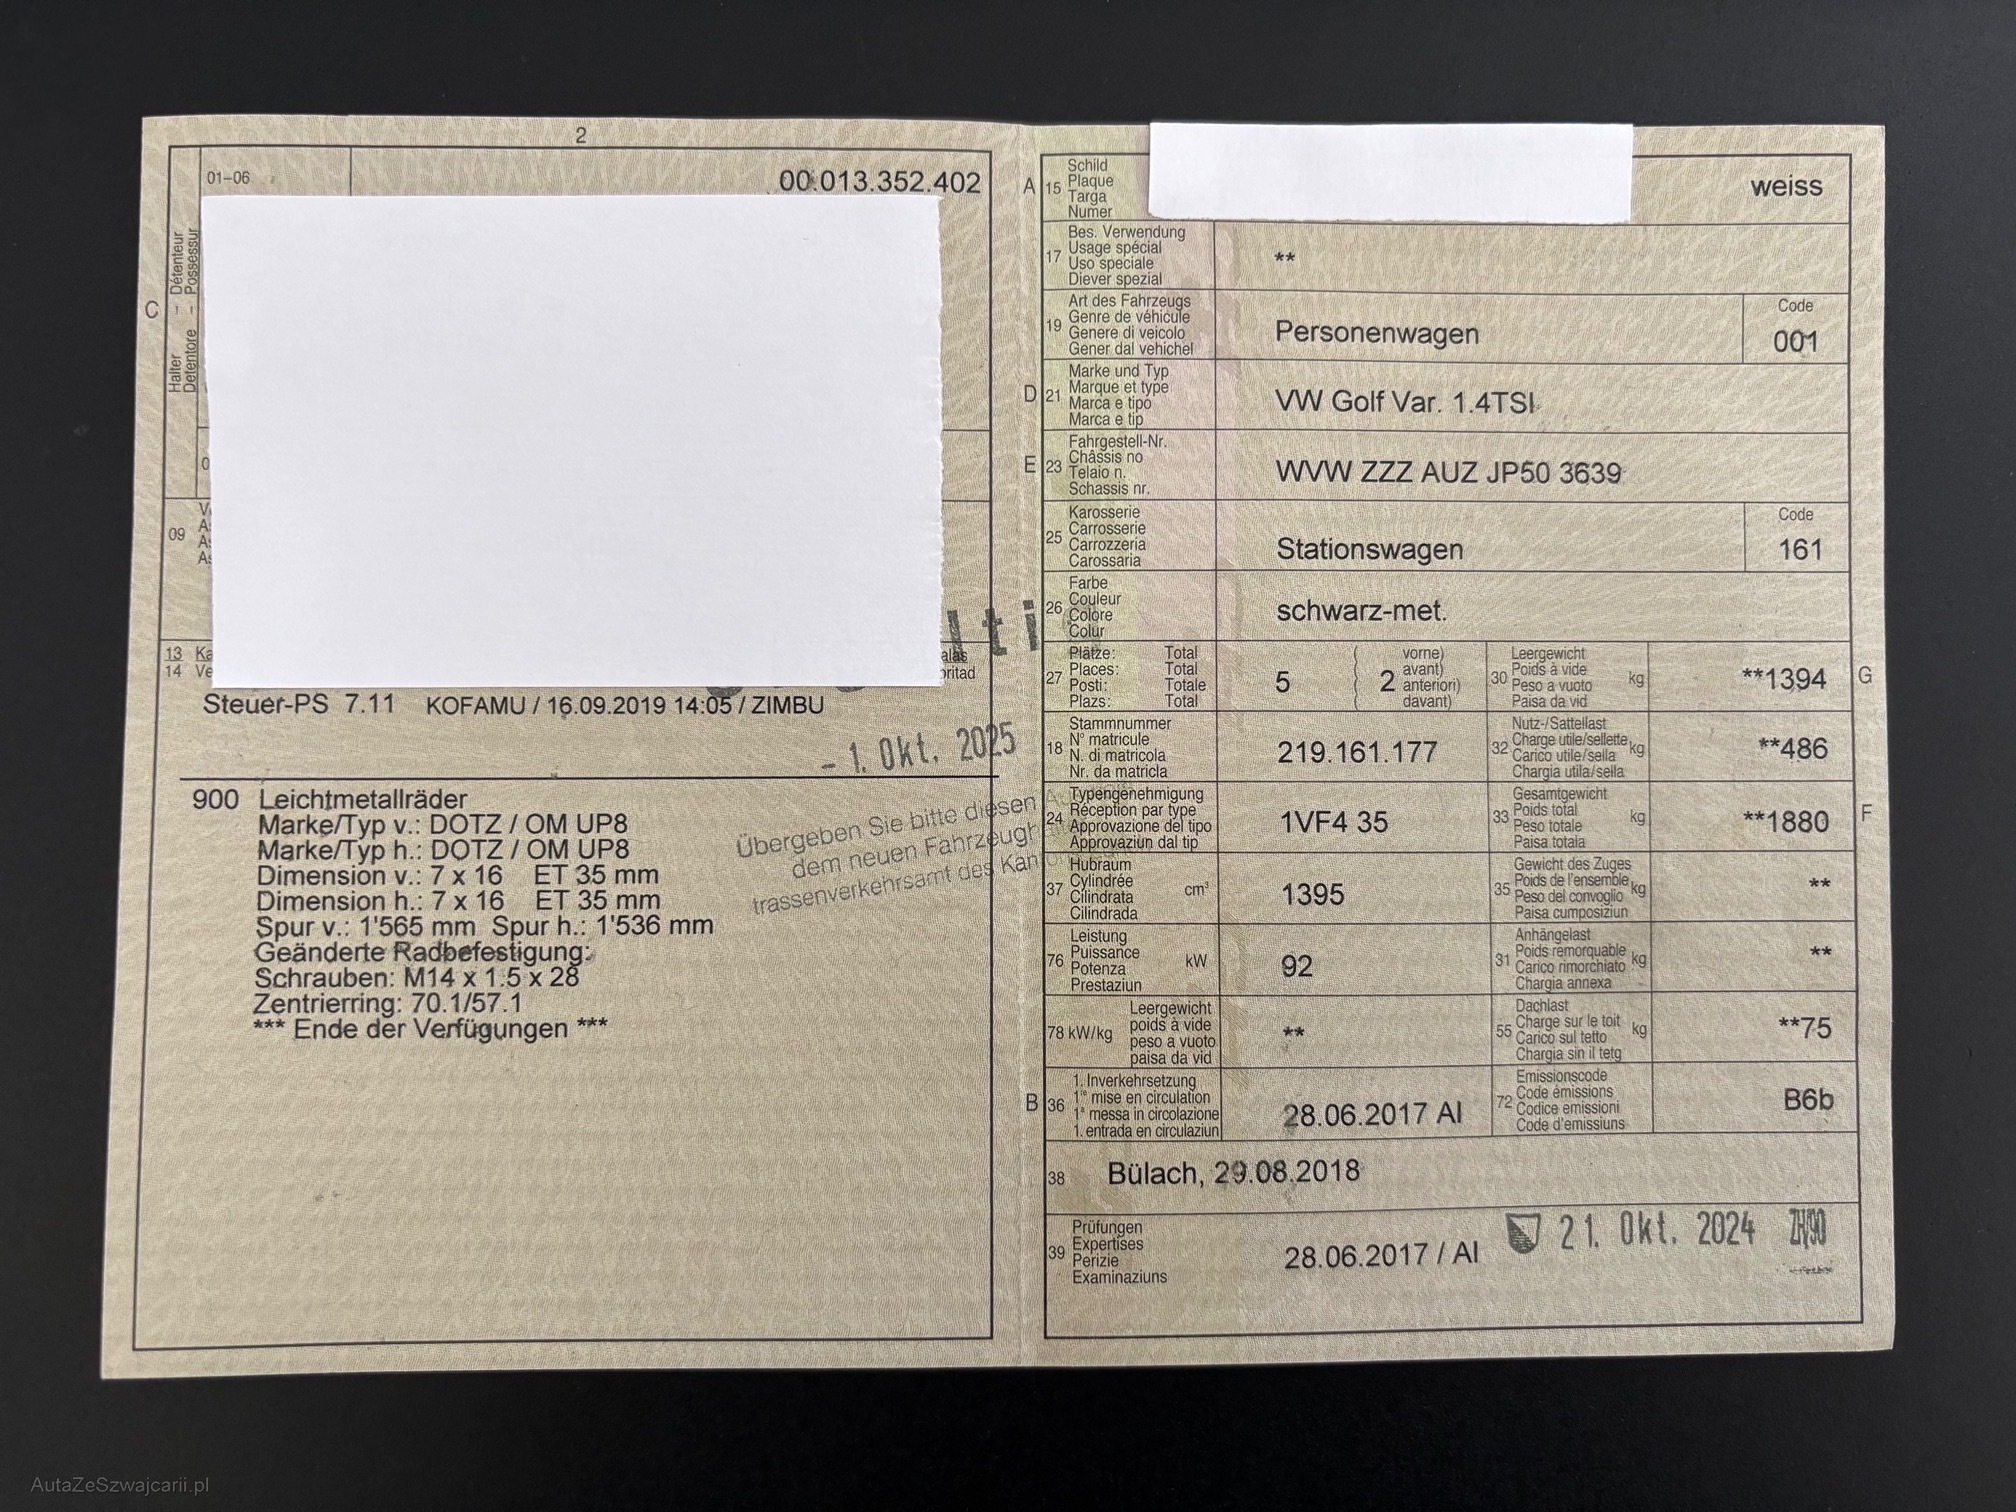 2
01-06
00.013.352.402
C
Halter - Détenteur
Detentore - Possessur
09
13
14
Steuer-PS 7.11 KOFAMU / 16.09.2019 14:05 / ZIMBU
- 1. Okt. 2025
900 Leichtmetallräder
Marke/Typ v.: DOTZ / OM UP8
Marke/Typ h.: DOTZ / OM UP8
Dimension v.: 7 x 16 ET 35 mm
Dimension h.: 7 x 16 ET 35 mm
Spur v.: 1'565 mm Spur h.: 1'536 mm
Geänderte Radbefestigung:
Schrauben: M14 x 1.5 x 28
Zentrierring: 70.1/57.1
*** Ende der Verfügungen ***
Übergeben Sie bitte diesen
dem neuen Fahrzeugh
trassenverkehrsamt des Kan
A 15
Schild
Plaque
Targa
Numer
weiss
17
Bes. Verwendung
Usage spécial
Uso speciale
Diever spezial
**
19
Art des Fahrzeugs
Genre de véhicule
Genere di veicolo
Gener dal vehichel
Personenwagen
Code
001
D 21
Marke und Typ
Marque et type
Marca e tipo
Marca e tip
VW Golf Var. 1.4TSI
E 23
Fahrgestell-Nr.
Châssis no
Telaio n.
Schassis nr.
WVW ZZZ AUZ JP50 3639
25
Karosserie
Carrosserie
Carrozzeria
Carossaria
Stationswagen
Code
161
26
Farbe
Couleur
Colore
Colur
schwarz-met.
27
Plätze: Total
Places: Total
Posti: Totale
Plazs: Total
5
2
vorne)
avant)
anteriori)
davant)
30
Leergewicht
Poids à vide
Peso a vuoto
Paisa da vid
kg
**1394
G
18
Stammnummer
N° matricule
N. di matricola
Nr. da matricla
219.161.177
32
Nutz-/Sattellast
Charge utile/sellette
Carico utile/sella
Chargia utila/sella
kg
**486
24
Typengenehmigung
Réception par type
Approvazione del tipo
Approvaziun dal tip
1VF4 35
33
Gesamtgewicht
Poids total
Peso totale
Paisa totala
kg
**1880
F
37
Hubraum
Cylindrée
Cilindrata
Cilindrada
cm³
1395
35
Gewicht des Zuges
Poids de l'ensemble
Peso del convoglio
Paisa cumposiziun
kg
**
76
Leistung
Puissance
Potenza
Prestaziun
kW
92
31
Anhängelast
Poids remorquable
Carico rimorchiato
Chargia annexa
kg
**
78 kW/kg
Leergewicht
poids à vide
peso a vuoto
paisa da vid
**
55
Dachlast
Charge sur le toit
Carico sul tetto
Chargia sin il tetg
kg
**75
B 36
1. Inverkehrsetzung
1re mise en circulation
1a messa in circolazione
1. entrada en circulaziun
28.06.2017 AI
72
Emissionscode
Code émissions
Codice emissioni
Code d'emissiuns
B6b
38
Bülach, 29.08.2018
39
Prüfungen
Expertises
Perizie
Examinaziuns
28.06.2017 / AI
21. Okt. 2024 ZH/90
AutaZeSzwajcarii.pl